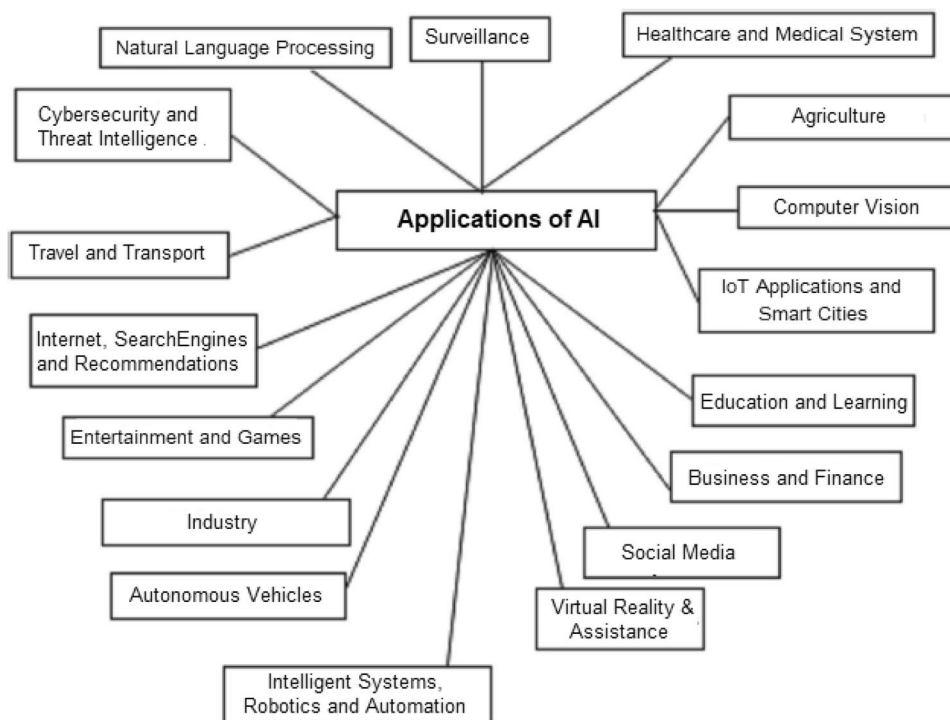 Natural Language Processing
Surveillance
Healthcare and Medical System
Cybersecurity and
Threat Intelligence .
Agriculture
Applications of AI
Computer Vision
Travel and Transport
IoT Applications and
Smart Cities
Internet, SearchEngines
and Recommendations
Education and Learning
Entertainment and Games
Business and Finance
Industry
Social Media
Autonomous Vehicles
Virtual Reality &
Assistance
Intelligent Systems,
Robotics and Automation